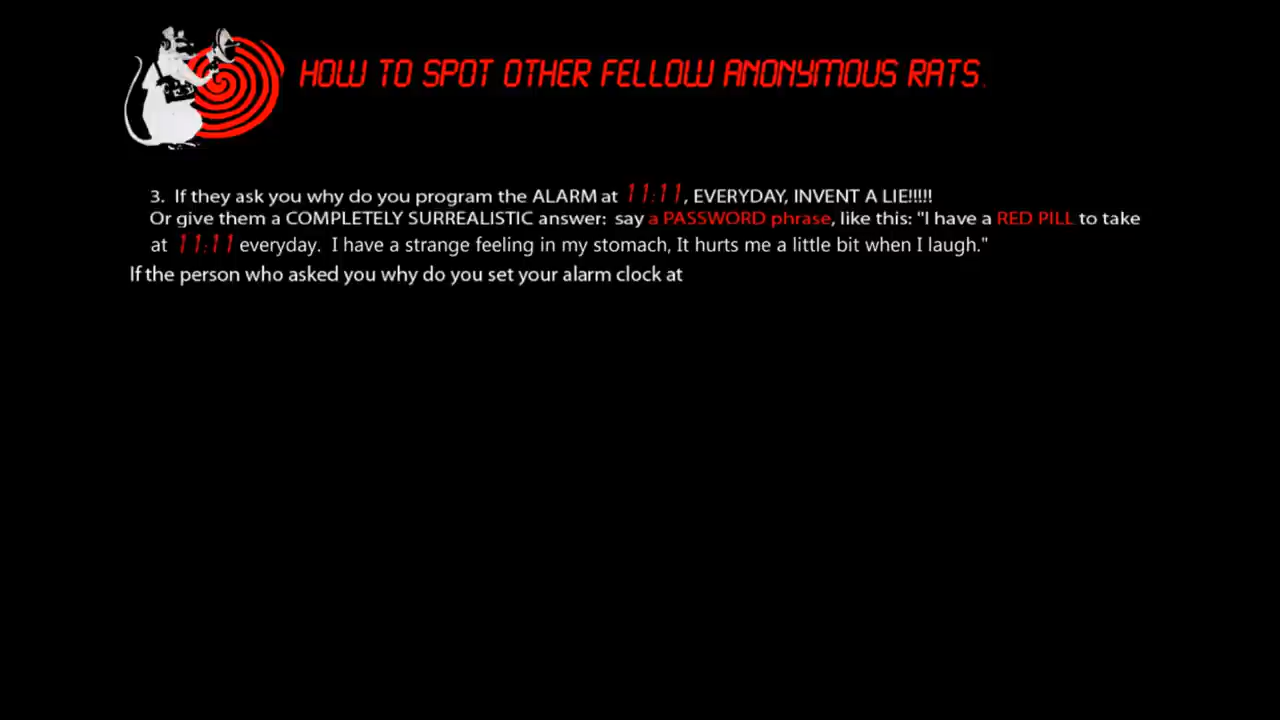 HOW TO SPOT OTHER FELLOW ANONYMOUS RATS.
3. If they ask you why do you program the ALARM at 11:11, EVERYDAY, INVENT A LIE!!!!!
Or give them a COMPLETELY SURREALISTIC answer: say a PASSWORD phrase, like this: "I have a RED PILL to take
at 11:11 everyday. I have a strange feeling in my stomach, It hurts me a little bit when I laugh."
If the person who asked you why do you set your alarm clock at